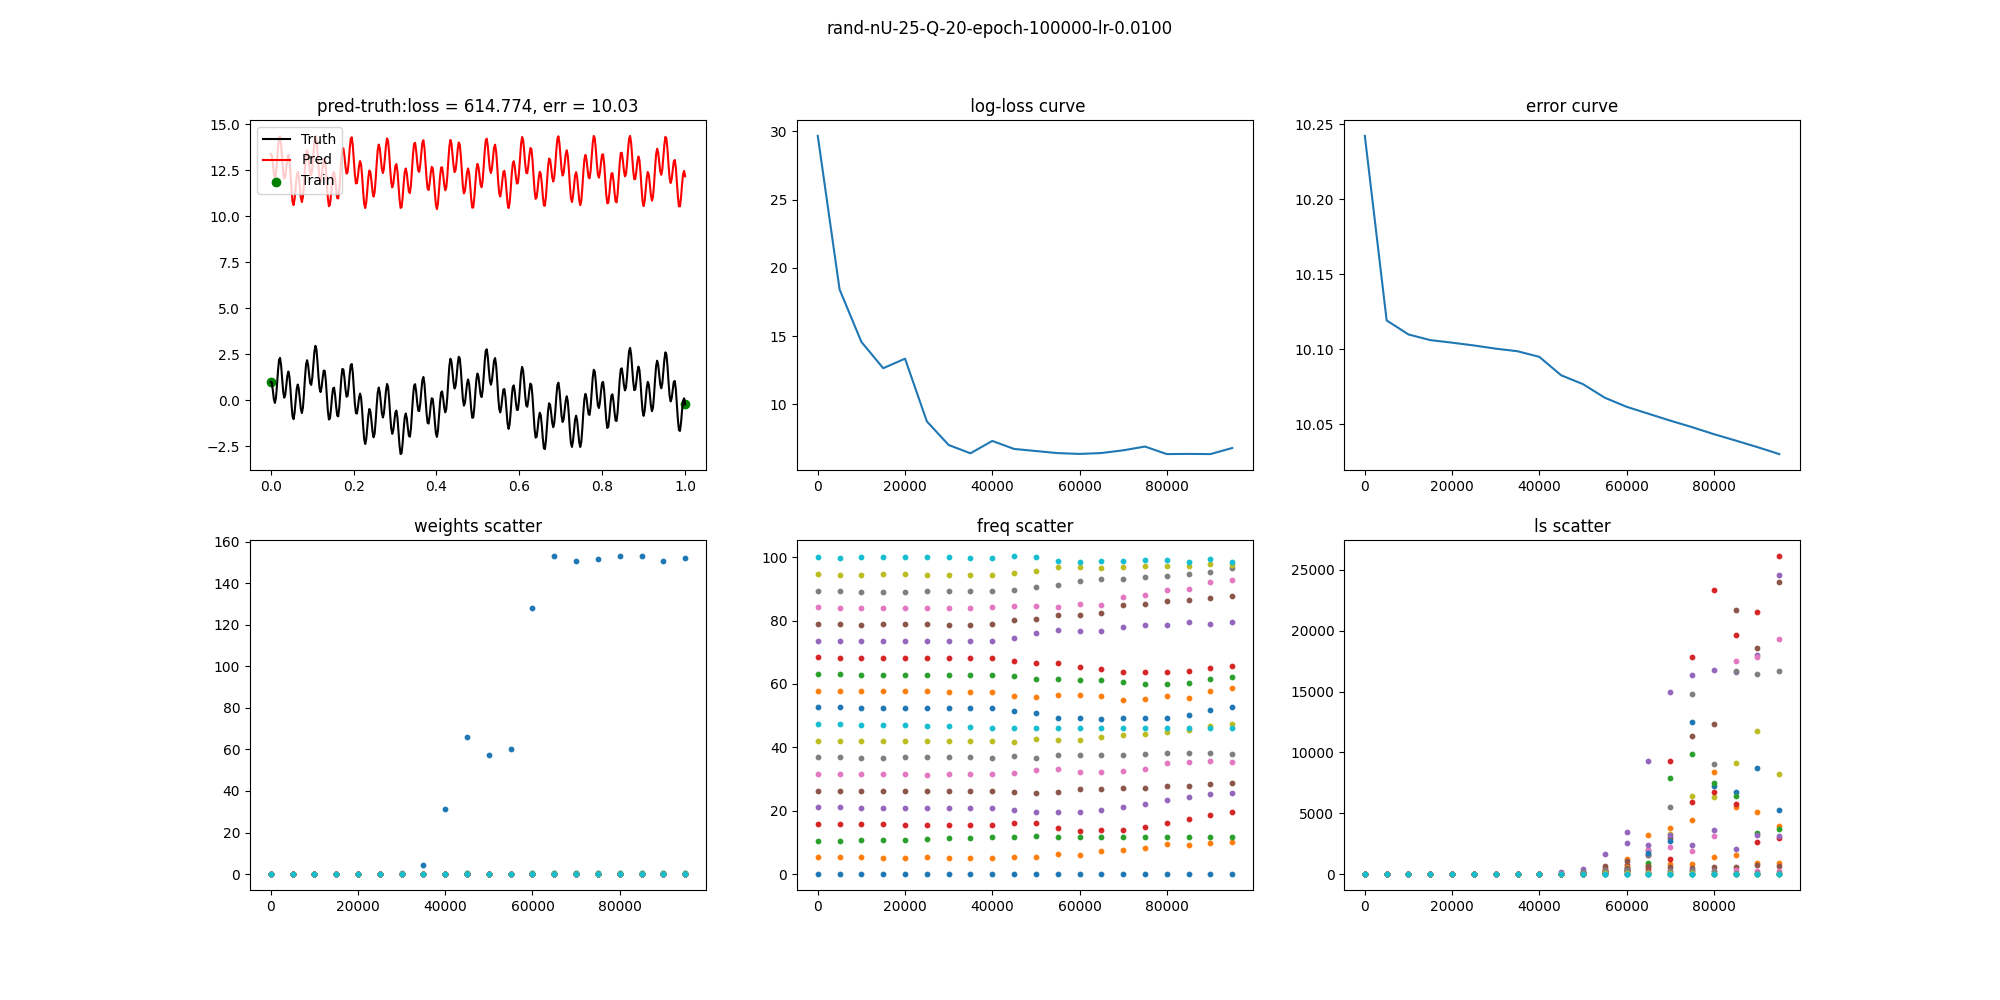 rand-nU-25-Q-20-epoch-100000-lr-0.0100
pred-truth:loss = 614.774, err = 10.03
15.0
12.5
10.0
7.5
5.0
2.5
0.0
−2.5
0.0 0.2 0.4 0.6 0.8 1.0
Truth
Pred
Train
log-loss curve
30
25
20
15
10
0 20000 40000 60000 80000
error curve
10.25
10.20
10.15
10.10
10.05
0 20000 40000 60000 80000
weights scatter
160
140
120
100
80
60
40
20
0
0 20000 40000 60000 80000
freq scatter
100
80
60
40
20
0
0 20000 40000 60000 80000
ls scatter
25000
20000
15000
10000
5000
0
0 20000 40000 60000 80000